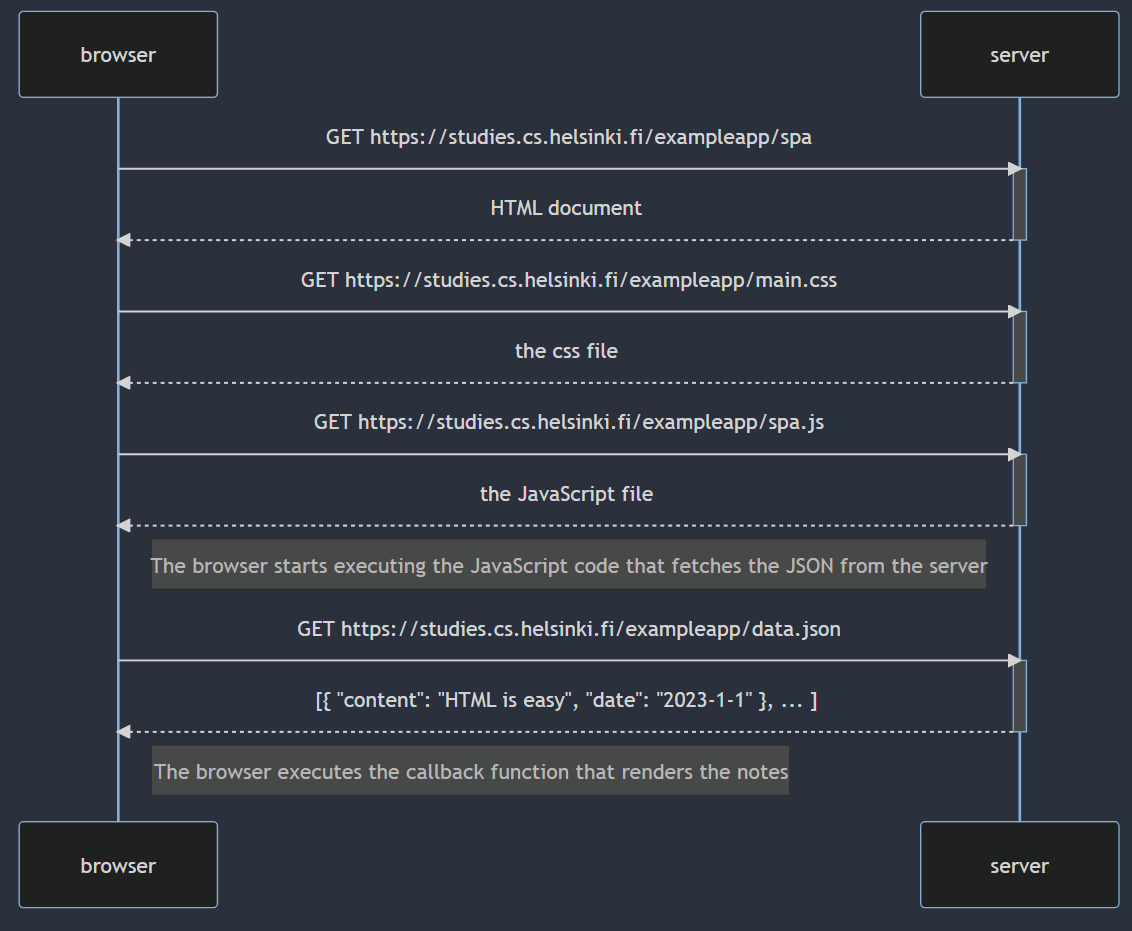 browser
server
GET https://studies.cs.helsinki.fi/exampleapp/spa
HTML document
GET https://studies.cs.helsinki.fi/exampleapp/main.css
the css file
GET https://studies.cs.helsinki.fi/exampleapp/spa.js
the JavaScript file
The browser starts executing the JavaScript code that fetches the JSON from the server
GET https://studies.cs.helsinki.fi/exampleapp/data.json
[{ "content": "HTML is easy", "date": "2023-1-1" }, ... ]
The browser executes the callback function that renders the notes
browser
server